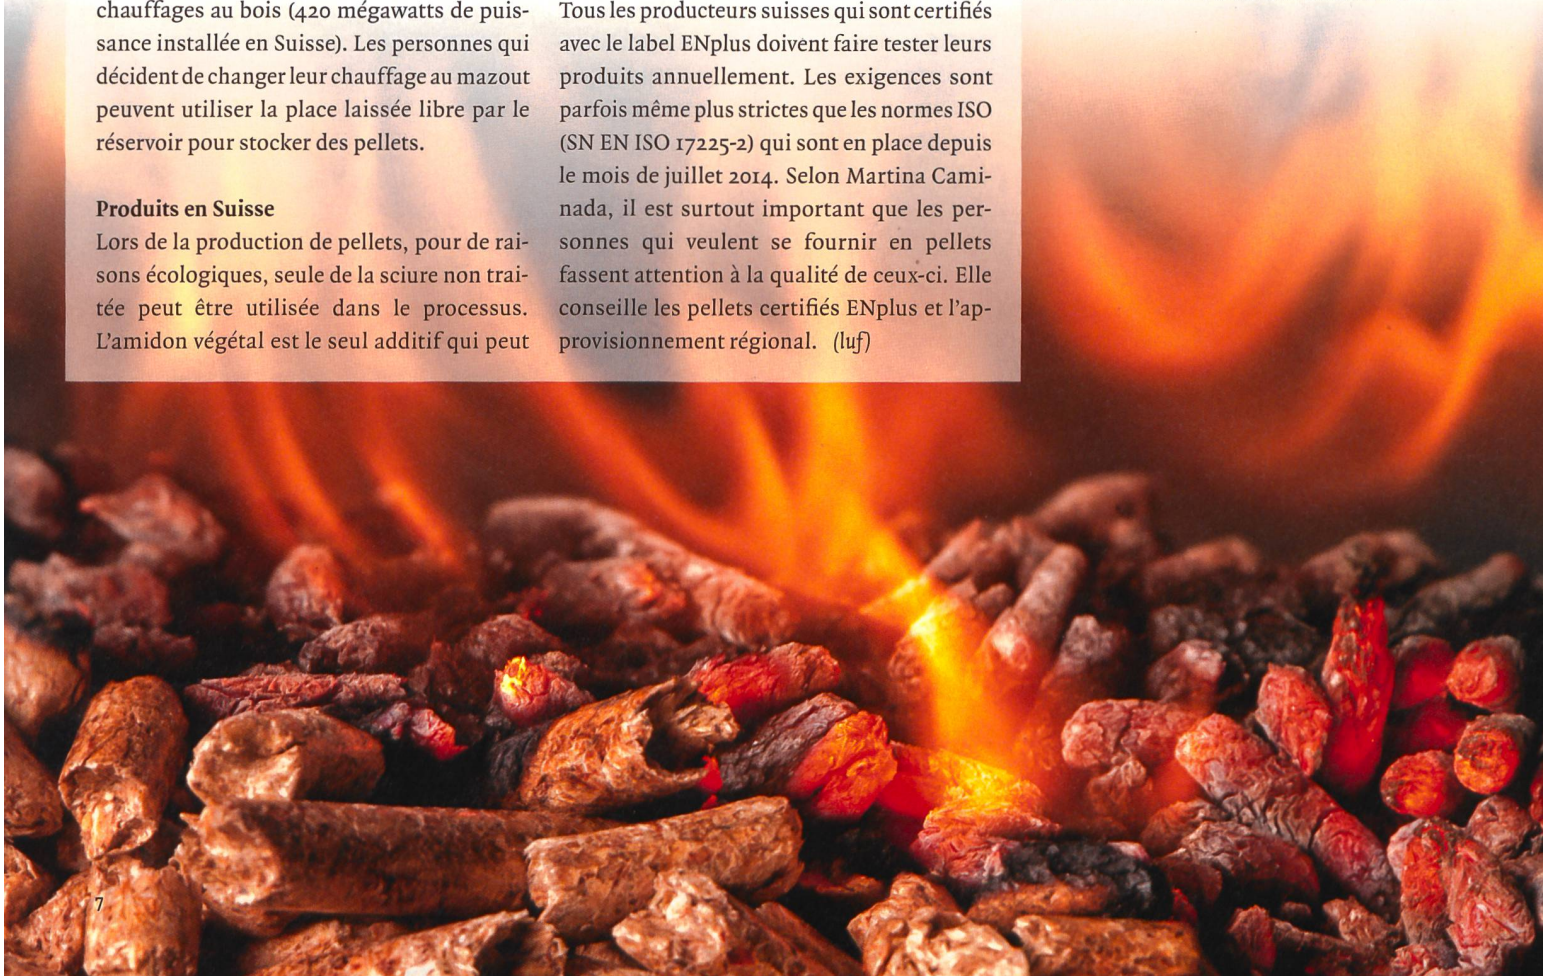 chauffages au bois (420 mégawatts de puis-
sance installée en Suisse). Les personnes qui
décident de changer leur chauffage au mazout
peuvent utiliser la place laissée libre par le
réservoir pour stocker des pellets.
Produits en Suisse
Lors de la production de pellets, pour de rai-
sons écologiques, seule de la sciure non trai-
tée peut être utilisée dans le processus.
L'amidon végétal est le seul additif qui peut
Tous les producteurs suisses qui sont certifiés
avec le label ENplus doivent faire tester leurs
produits annuellement. Les exigences sont
parfois même plus strictes que les normes ISO
(SN EN ISO 17225-2) qui sont en place depuis
le mois de juillet 2014. Selon Martina Cami-
nada, il est surtout important que les per-
sonnes qui veulent se fournir en pellets
fassent attention à la qualité de ceux-ci. Elle
conseille les pellets certifiés ENplus et l'ap-
provisionnement régional. (luf)
7